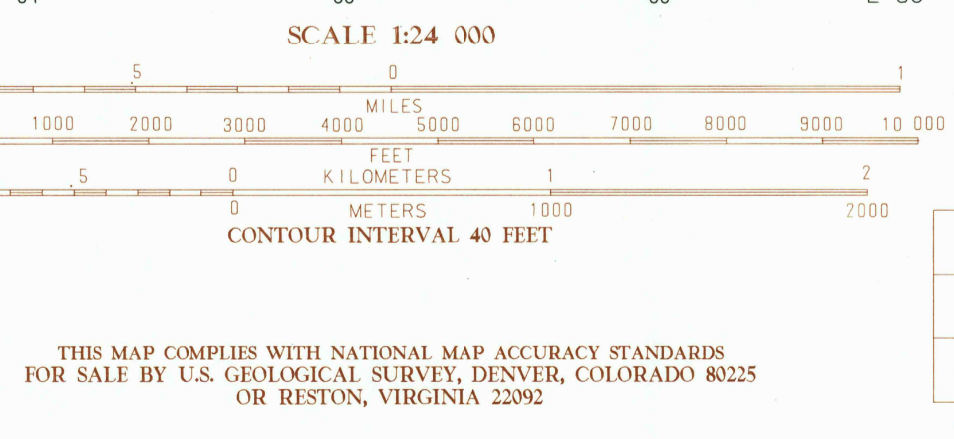 SCALE 1:24 000
.5 0 1
MILES
1000 2000 3000 4000 5000 6000 7000 8000 9000 10 000
FEET
.5 0 KILOMETERS 1 2
0 METERS 1000 2000
CONTOUR INTERVAL 40 FEET
THIS MAP COMPLIES WITH NATIONAL MAP ACCURACY STANDARDS
FOR SALE BY U.S. GEOLOGICAL SURVEY, DENVER, COLORADO 80225
OR RESTON, VIRGINIA 22092